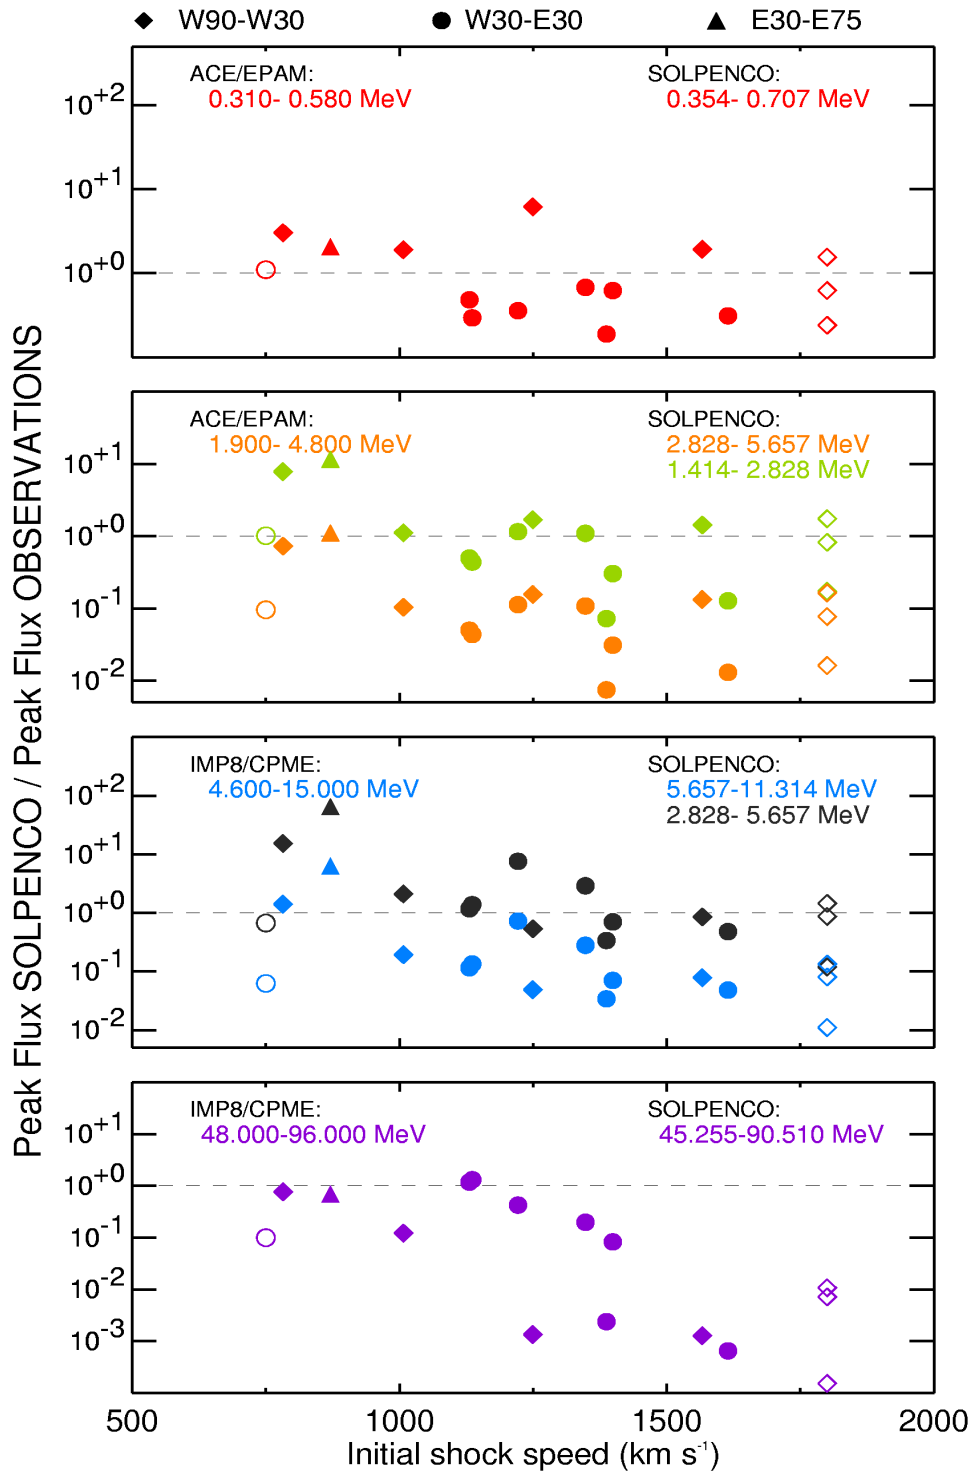 W90-W30 W30-E30 E30-E75
ACE/EPAM: SOLPENCO:
0.310- 0.580 MeV 0.354- 0.707 MeV
10+2
10+1
10+0
ACE/EPAM: SOLPENCO:
1.900- 4.800 MeV 2.828- 5.657 MeV
1.414- 2.828 MeV
10+1
10+0
10-1
10-2
IMP8/CPME: SOLPENCO:
4.600-15.000 MeV 5.657-11.314 MeV
2.828- 5.657 MeV
10+2
10+1
10+0
10-1
10-2
IMP8/CPME: SOLPENCO:
48.000-96.000 MeV 45.255-90.510 MeV
10+1
10+0
10-1
10-2
10-3
500 1000 1500 2000
Initial shock speed (km s-1)
Peak Flux SOLPENCO / Peak Flux OBSERVATIONS